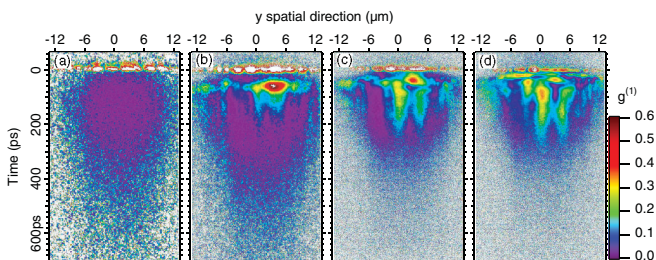 y spatial direction (µm)
-12 -6 0 6 12 -12 -6 0 6 12 -12 -6 0 6 12 -12 -6 0 6 12
(a) (b) (c) (d)
Time (ps)
0
200
400
600ps
g(1)
0.6
0.5
0.4
0.3
0.2
0.1
0.0